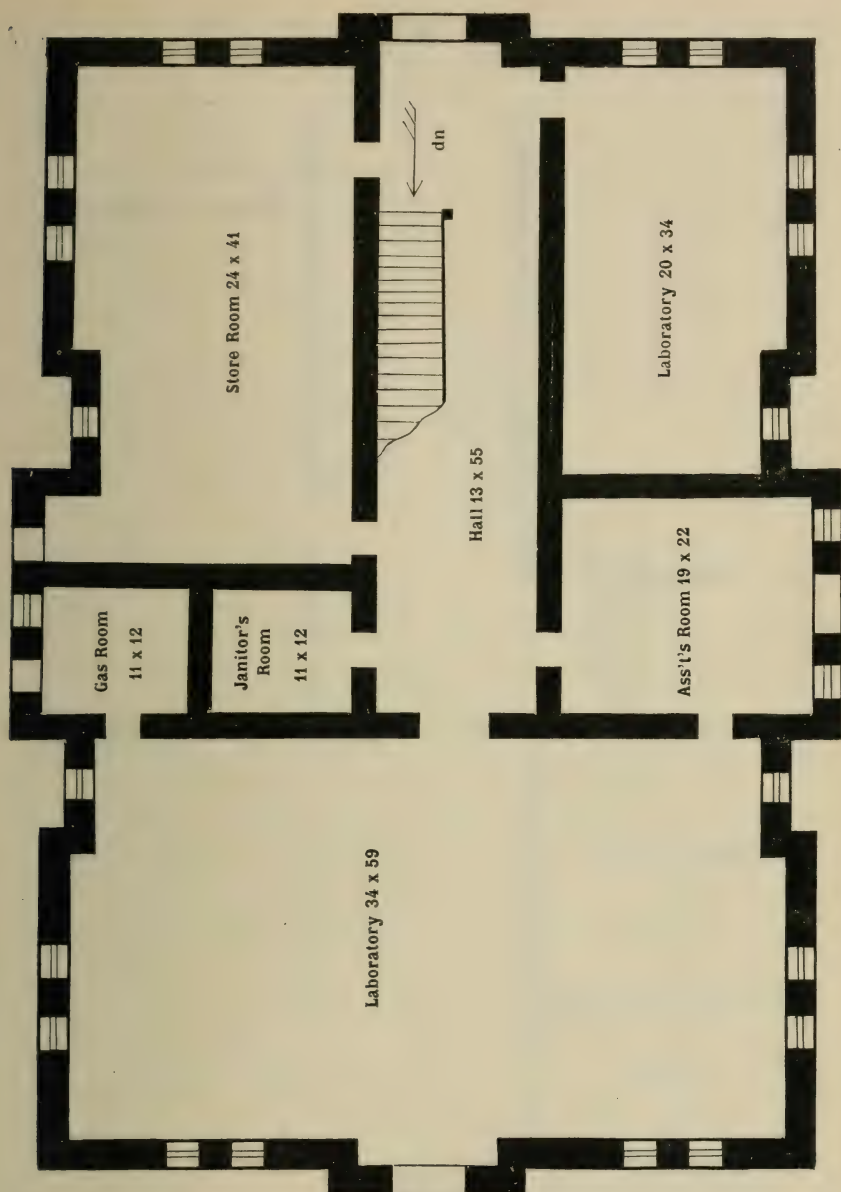 Store Room 24 x 41
dn
Laboratory 20 x 34
Hall 13 x 55
Gas Room
11 x 12
Janitor's
Room
11 x 12
Ass't's Room 19 x 22
Laboratory 34 x 59